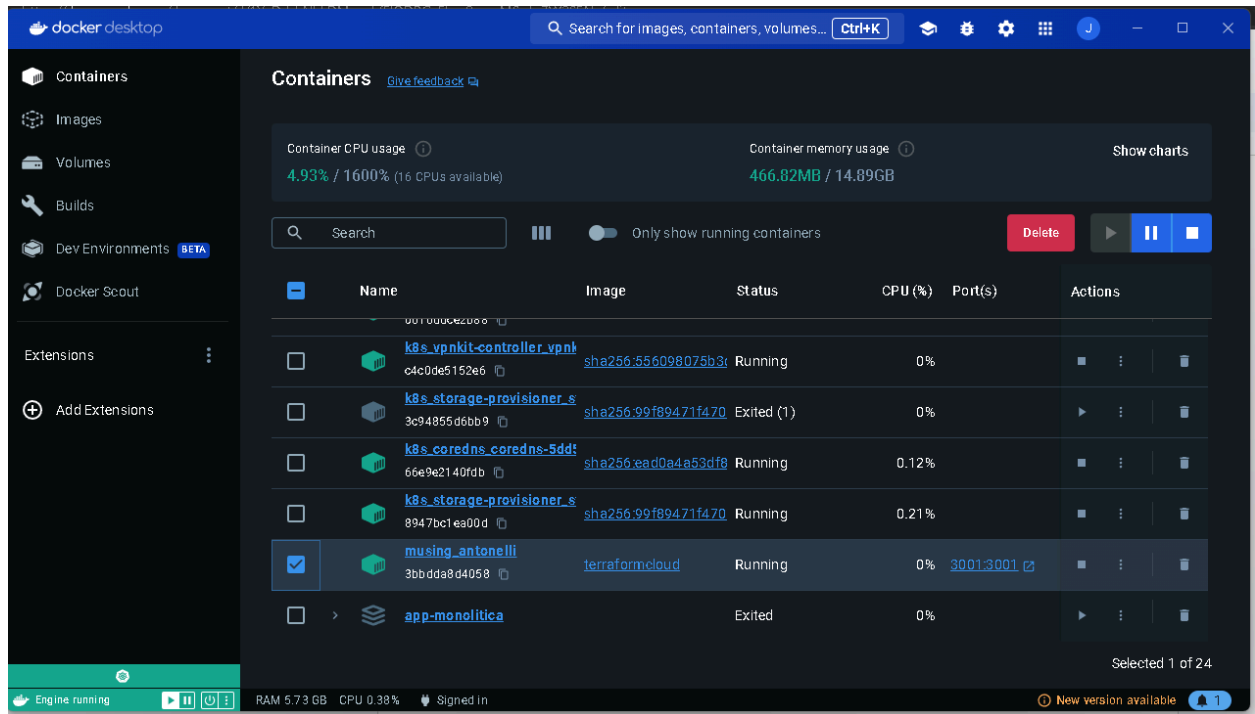 docker desktop
Search for images, containers, volumes... Ctrl+K
J
Containers
Images
Volumes
Builds
Dev Environments BETA
Docker Scout
Extensions
Add Extensions
Containers Give feedback
Container CPU usage
4.93% / 1600% (16 CPUs available)
Container memory usage
466.82MB / 14.89GB
Show charts
Search
Only show running containers
Delete
Name Image Status CPU (%) Port(s) Actions
k8s_vpnkit-controller_vpnk
c4c0de5152e6
sha256:556098075b3c Running 0%
k8s_storage-provisioner_s
3c94855d6bb9
sha256:99f89471f470 Exited (1) 0%
k8s_coredns_coredns-5dd5
66e9e2140fdb
sha256:ead0a4a53df8 Running 0.12%
k8s_storage-provisioner_s
8947bc1ea00d
sha256:99f89471f470 Running 0.21%
musing_antonelli
3bbdda8d4058
terraformcloud Running 0% 3001:3001
app-monolitica Exited 0%
Selected 1 of 24
Engine running
RAM 5.73 GB CPU 0.38% Signed in
New version available 1